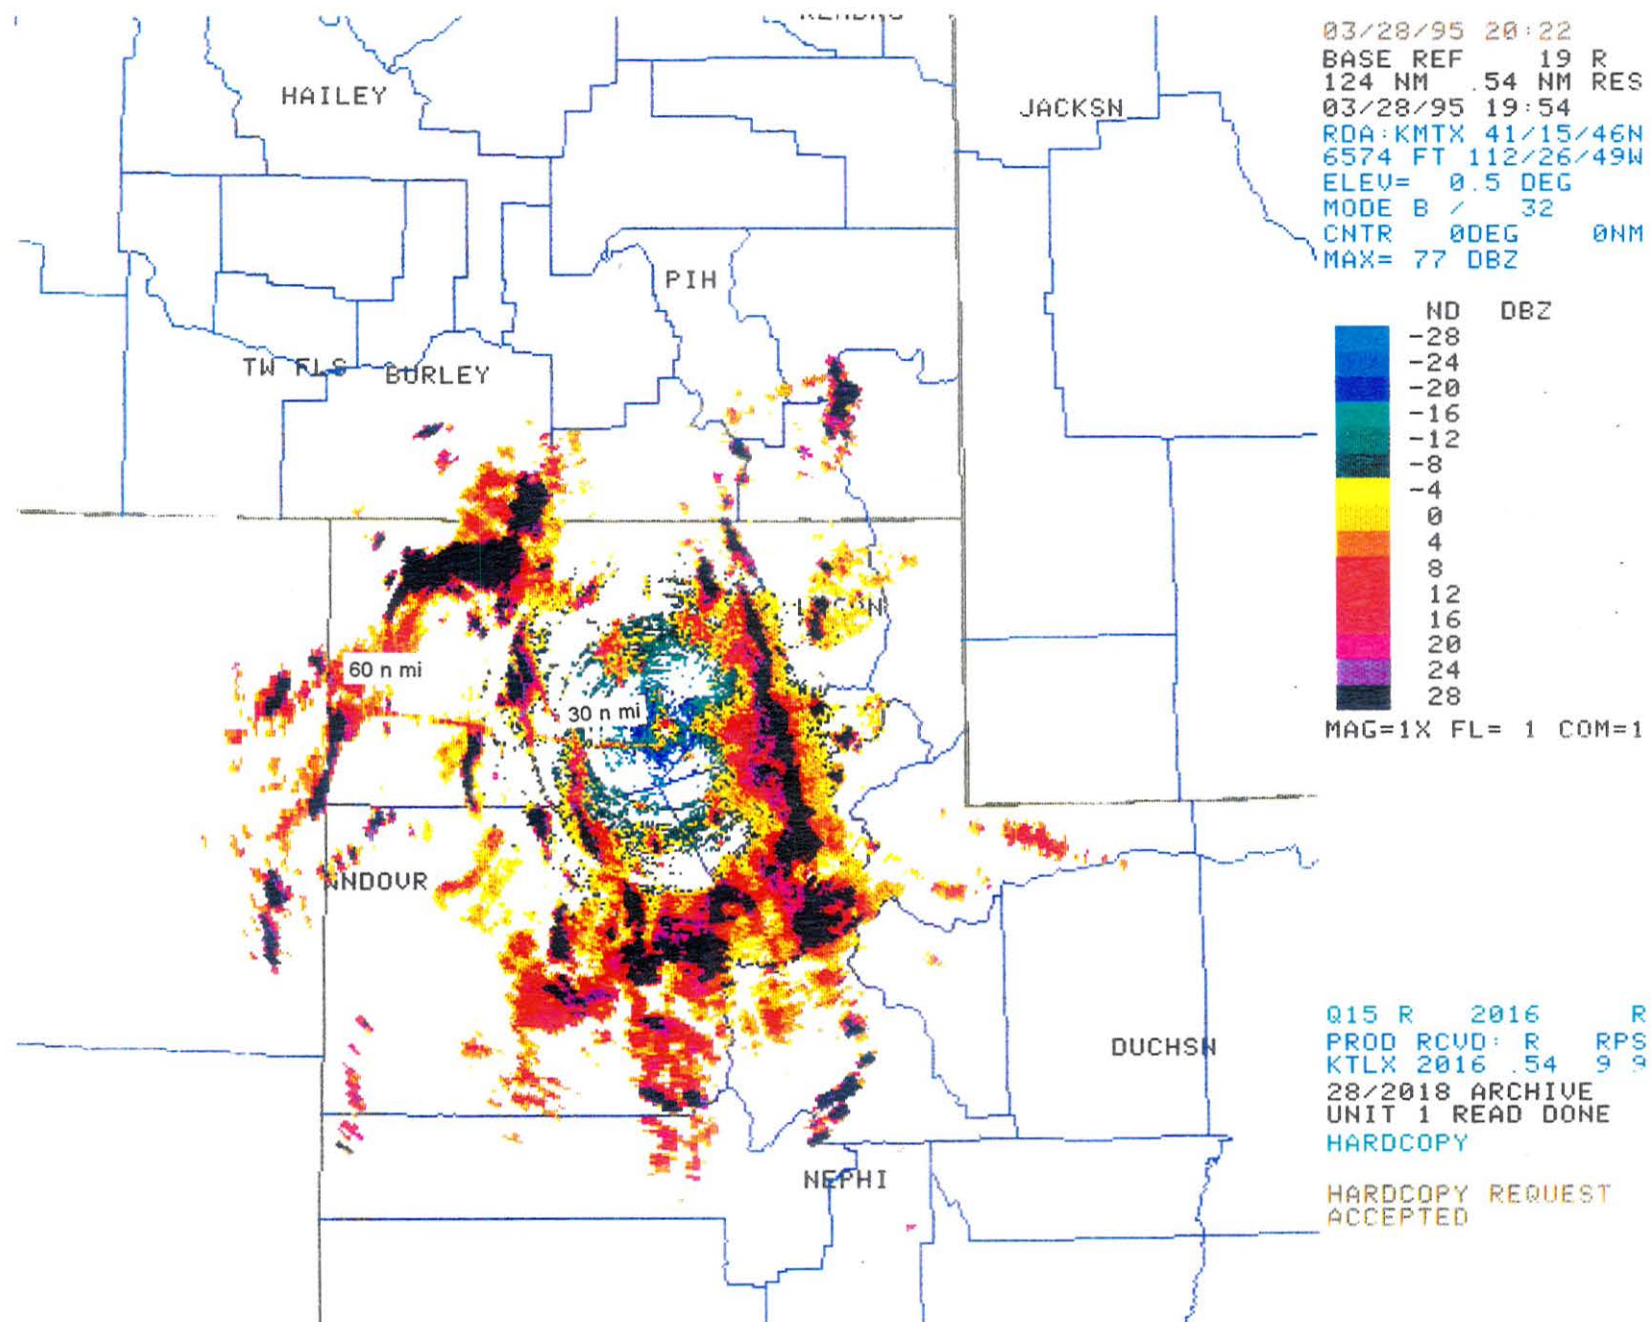 03/28/95 20:22
BASE REF 19 R
124 NM .54 NM RES
03/28/95 19:54
RDA:KMTX 41/15/46N
6574 FT 112/26/49W
ELEV= 0.5 DEG
MODE B / 32
CNTR 0DEG 0NM
MAX= 77 DBZ
ND DBZ
-28
-24
-20
-16
-12
-8
-4
0
4
8
12
16
20
24
28
MAG=1X FL= 1 COM=1
Q15 R 2016 R
PROD RCVD: R RPS
KTLX 2016 .54 9 9
28/2018 ARCHIVE
UNIT 1 READ DONE
HARDCOPY
HARDCOPY REQUEST
ACCEPTED
HAILEY
JACKSN
PIH
TW FLS
BURLEY
60 n mi
30 n mi
NNDOVR
DUCHSN
NEPHI